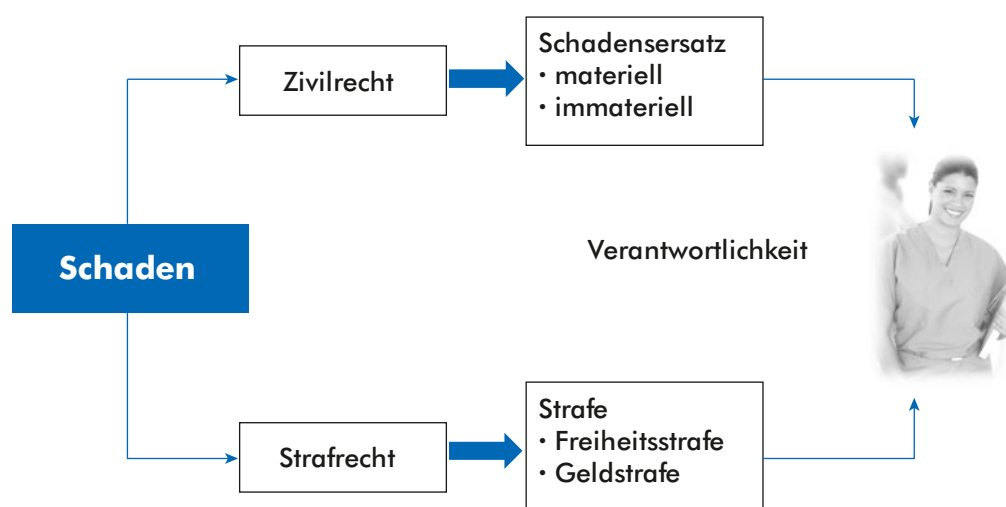 Zivilrecht
Schadensersatz
• materiell
• immateriell
Schaden
Verantwortlichkeit
Strafrecht
Strafe
• Freiheitsstrafe
• Geldstrafe